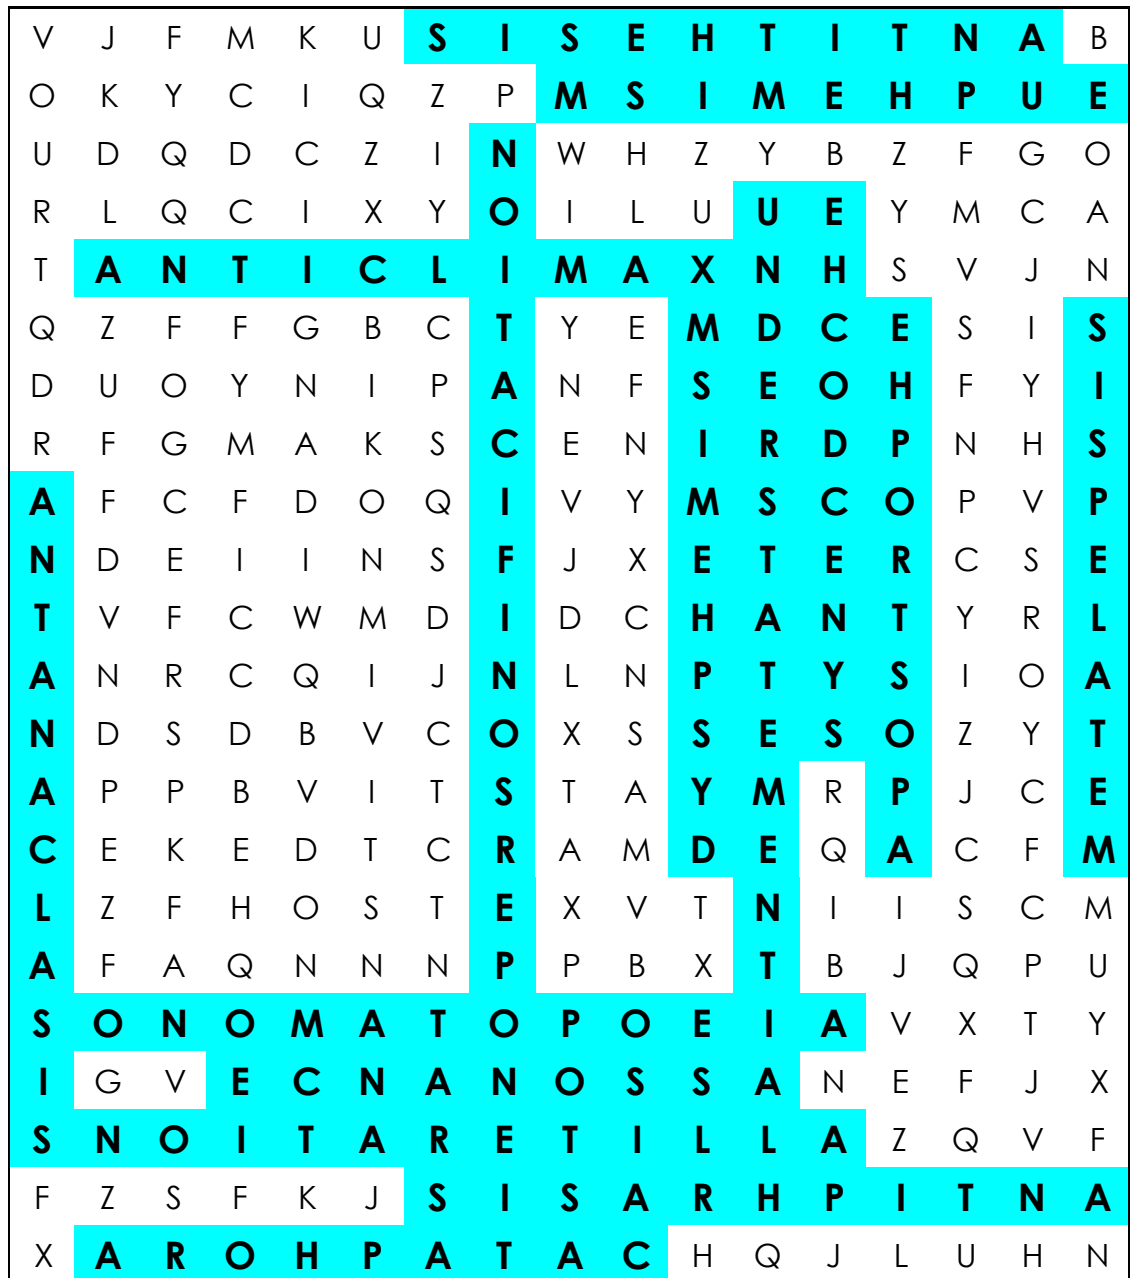 V J F M K U S I S E H T I T N A B
O K Y C I Q Z P M S I M E H P U E
U D Q D C Z I N W H Z Y B Z F G O
R L Q C I X Y O I L U U E Y M C A
T A N T I C L I M A X N H S V J N
Q Z F F G B C T Y E M D C E S I S
D U O Y N I P A N F S E O H F Y I
R F G M A K S C E N I R D P N H S
A F C F D O Q I V Y M S C O P V P
N D E I I N S F J X E T E R C S E
T V F C W M D I D C H A N T Y R L
A N R C Q I J N L N P T Y S I O A
N D S D B V C O X S S E S O Z Y T
A P P B V I T S T A Y M R P J C E
C E K E D T C R A M D E Q A C F M
L Z F H O S T E X V T N I I S C M
A F A Q N N N P P B X T B J Q P U
S O N O M A T O P O E I A V X T Y
I G V E C N A N O S S A N E F J X
S N O I T A R E T I L L A Z Q V F
F Z S F K J S I S A R H P I T N A
X A R O H P A T A C H Q J L U H N